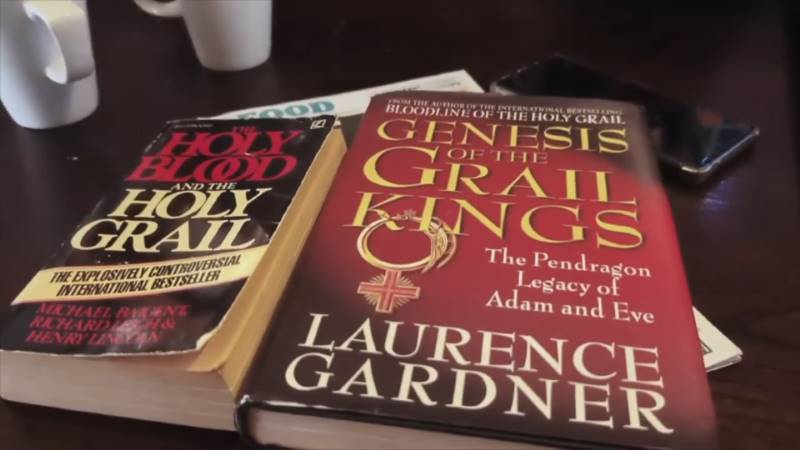 THE
HOLY
BLOOD
AND THE
HOLY
GRAIL
THE EXPLOSIVELY CONTROVERSIAL
INTERNATIONAL BESTSELLER
MICHAEL BAIGENT,
RICHARD LEIGH &
HENRY LINCOLN
FOOD
FROM THE AUTHOR OF THE INTERNATIONAL BESTSELLING
BLOODLINE OF THE HOLY GRAIL
GENESIS
OF THE
GRAIL
KINGS
The Pendragon
Legacy of
Adam and Eve
LAURENCE
GARDNER